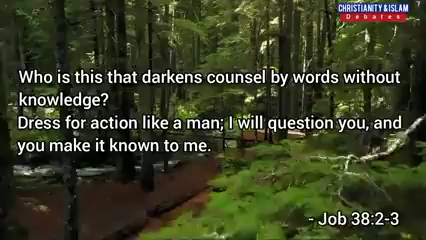 CHRISTIANITY & ISLAM
Debates
Who is this that darkens counsel by words without
knowledge?
Dress for action like a man; I will question you, and
you make it known to me.
- Job 38:2-3